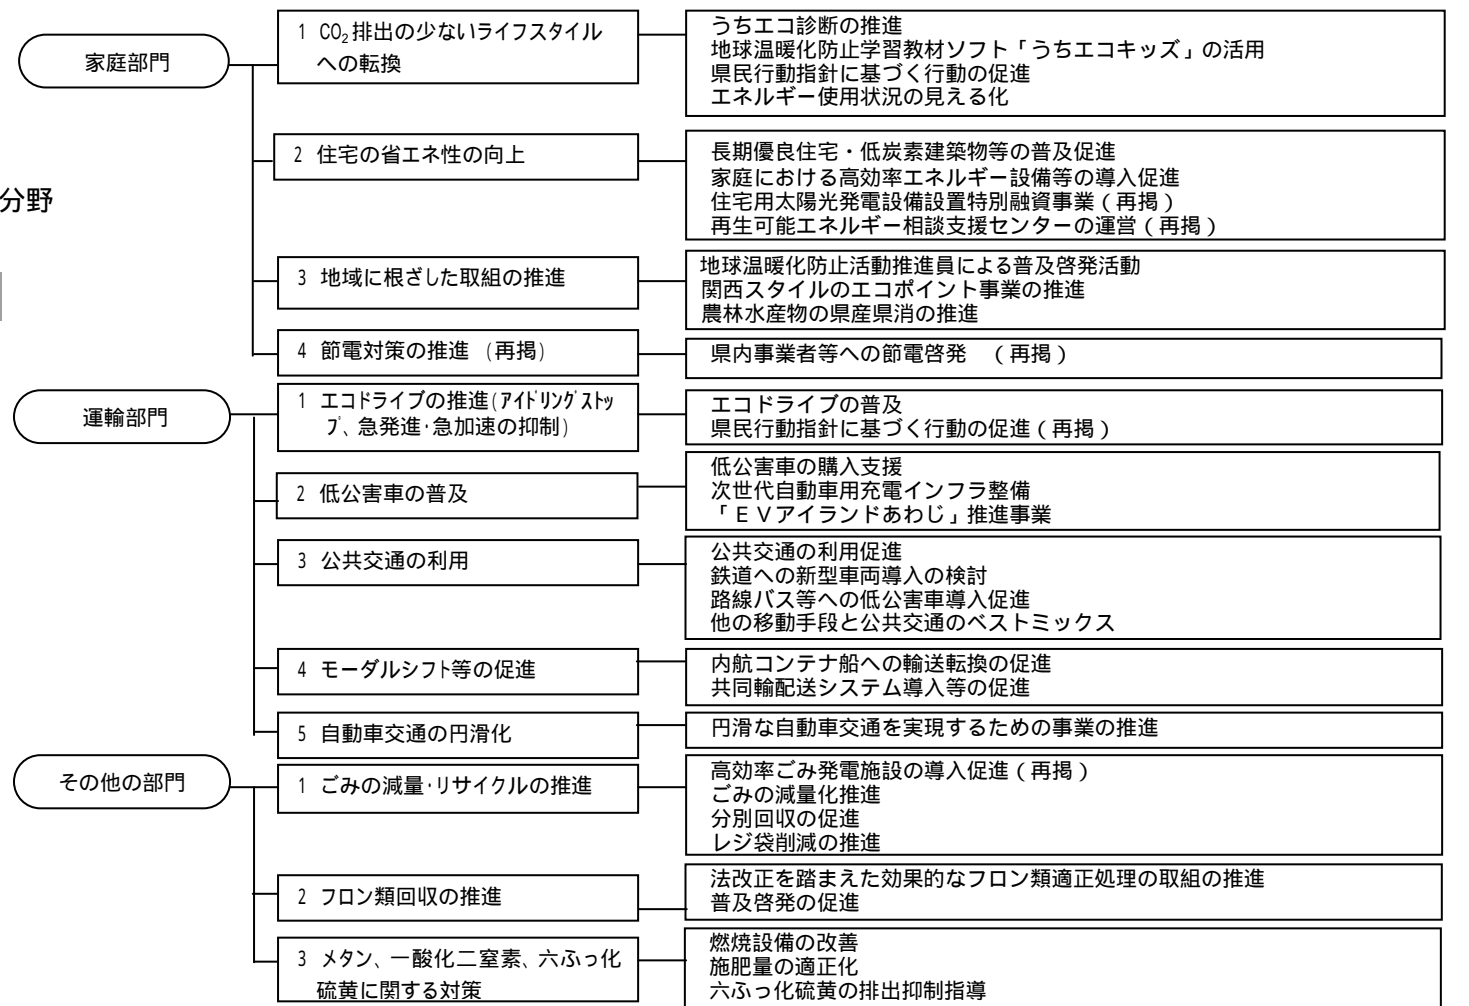 分野
家庭部門
1 CO₂排出の少ないライフスタイル
への転換
うちエコ診断の推進
地球温暖化防止学習教材ソフト「うちエコキッズ」の活用
県民行動指針に基づく行動の促進
エネルギー使用状況の見える化
2 住宅の省エネ性の向上
長期優良住宅・低炭素建築物等の普及促進
家庭における高効率エネルギー設備等の導入促進
住宅用太陽光発電設備設置特別融資事業(再掲)
再生可能エネルギー相談支援センターの運営(再掲)
3 地域に根ざした取組の推進
地球温暖化防止活動推進員による普及啓発活動
関西スタイルのエコポイント事業の推進
農林水産物の県産県消の推進
4 節電対策の推進 (再掲)
県内事業者等への節電啓発 (再掲)
運輸部門
1 エコドライブの推進(ｱｲﾄﾞﾘﾝｸﾞｽﾄｯ
ﾌﾟ、急発進･急加速の抑制)
エコドライブの普及
県民行動指針に基づく行動の促進(再掲)
2 低公害車の普及
低公害車の購入支援
次世代自動車用充電インフラ整備
「ＥＶアイランドあわじ」推進事業
3 公共交通の利用
公共交通の利用促進
鉄道への新型車両導入の検討
路線バス等への低公害車導入促進
他の移動手段と公共交通のベストミックス
4 モーダルシフト等の促進
内航コンテナ船への輸送転換の促進
共同輸配送システム導入等の促進
5 自動車交通の円滑化
円滑な自動車交通を実現するための事業の推進
その他の部門
1 ごみの減量･リサイクルの推進
高効率ごみ発電施設の導入促進(再掲)
ごみの減量化推進
分別回収の促進
レジ袋削減の推進
2 フロン類回収の推進
法改正を踏まえた効果的なフロン類適正処理の取組の推進
普及啓発の促進
3 メタン、一酸化二窒素、六ふっ化
硫黄に関する対策
燃焼設備の改善
施肥量の適正化
六ふっ化硫黄の排出抑制指導